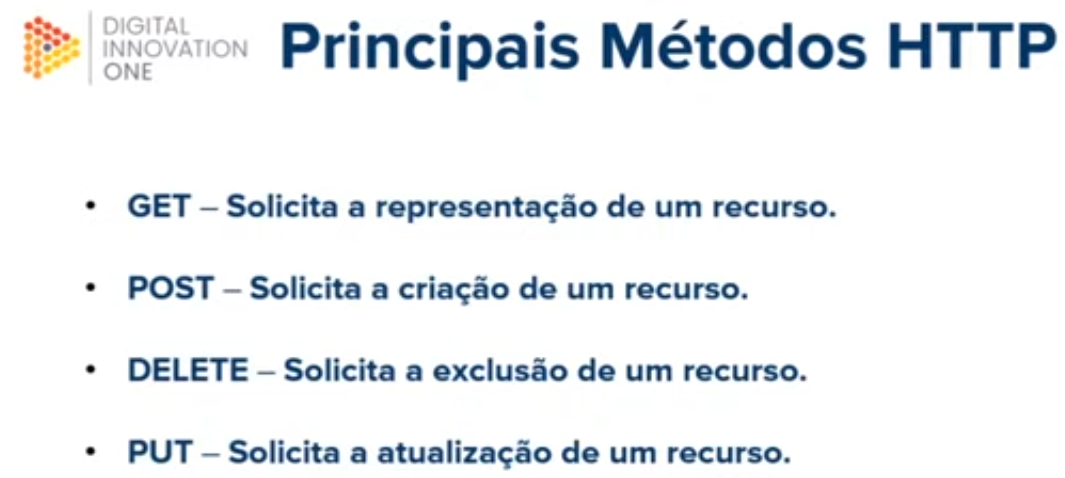 DIGITAL
INNOVATION
ONE
Principais Métodos HTTP
• GET – Solicita a representação de um recurso.
• POST – Solicita a criação de um recurso.
• DELETE – Solicita a exclusão de um recurso.
• PUT – Solicita a atualização de um recurso.